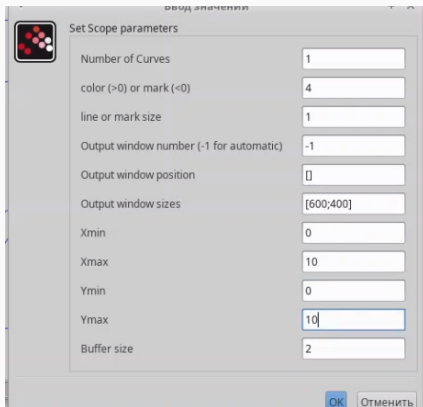 Ввод значений
Set Scope parameters
Number of Curves 1
color (>0) or mark (<0) 4
line or mark size 1
Output window number (-1 for automatic) -1
Output window position []
Output window sizes [600;400]
Xmin 0
Xmax 10
Ymin 0
Ymax 10
Buffer size 2
OK Отменить